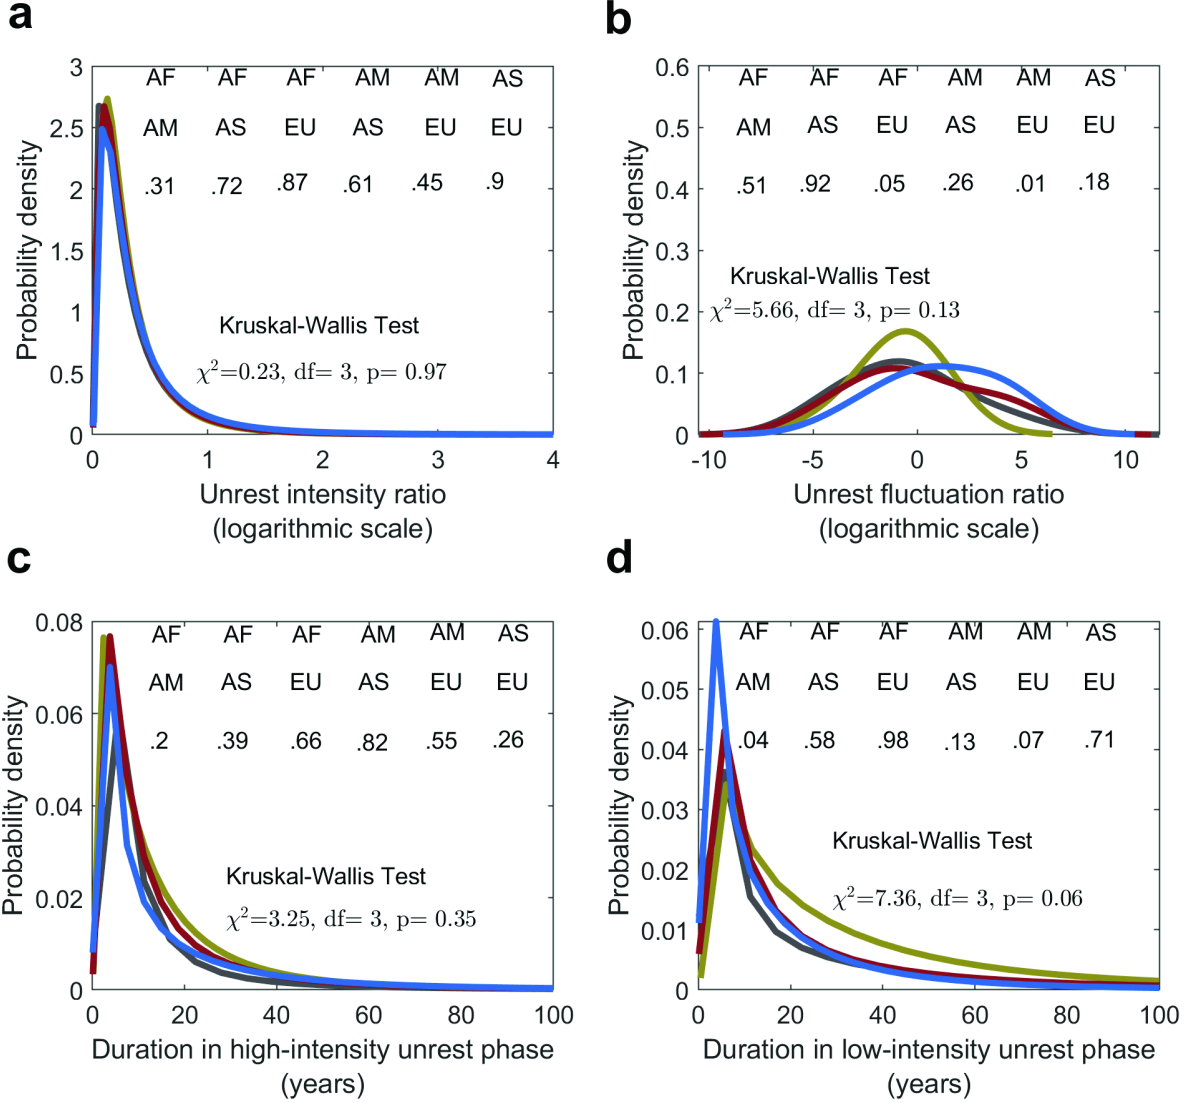 a
3
2.5
2
1.5
1
0.5
0
AF AF AF AM AM AS
AM AS EU AS EU EU
.31 .72 .87 .61 .45 .9
Kruskal-Wallis Test
χ²=0.23, df= 3, p= 0.97
0 1 2 3 4
Probability density
Unrest intensity ratio
(logarithmic scale)
b
0.6
0.5
0.4
0.3
0.2
0.1
0
AF AF AF AM AM AS
AM AS EU AS EU EU
.51 .92 .05 .26 .01 .18
Kruskal-Wallis Test
χ²=5.66, df= 3, p= 0.13
-10 -5 0 5 10
Probability density
Unrest fluctuation ratio
(logarithmic scale)
c
0.08
0.06
0.04
0.02
0
AF AF AF AM AM AS
AM AS EU AS EU EU
.2 .39 .66 .82 .55 .26
Kruskal-Wallis Test
χ²=3.25, df= 3, p= 0.35
0 20 40 60 80 100
Probability density
Duration in high-intensity unrest phase
(years)
d
0.06
0.05
0.04
0.03
0.02
0.01
0
AF AF AF AM AM AS
AM AS EU AS EU EU
.04 .58 .98 .13 .07 .71
Kruskal-Wallis Test
χ²=7.36, df= 3, p= 0.06
0 20 40 60 80 100
Probability density
Duration in low-intensity unrest phase
(years)